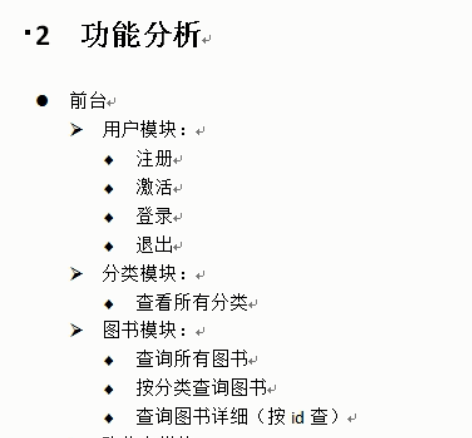 2 功能分析
前台
用户模块：
注册
激活
登录
退出
分类模块：
查看所有分类
图书模块：
查询所有图书
按分类查询图书
查询图书详细（按 id 查）